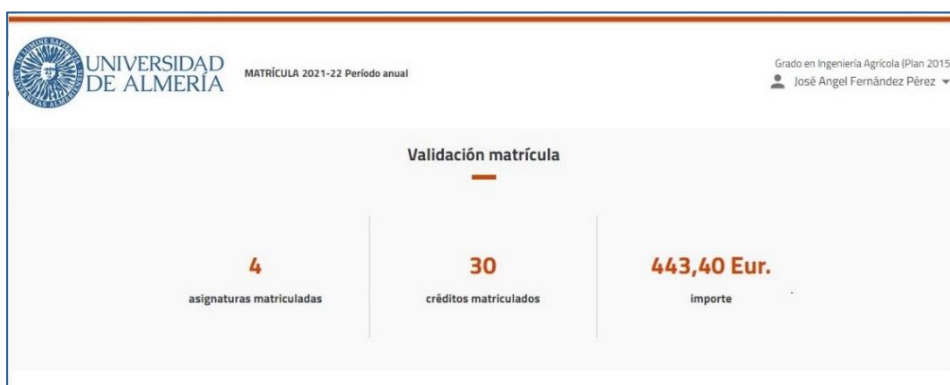 UNIVERSIDAD
DE ALMERÍA
MATRÍCULA 2021-22 Período anual
Grado en Ingeniería Agrícola (Plan 2015
José Angel Fernández Pérez
Validación matrícula
4
asignaturas matriculadas
30
créditos matriculados
443,40 Eur.
importe